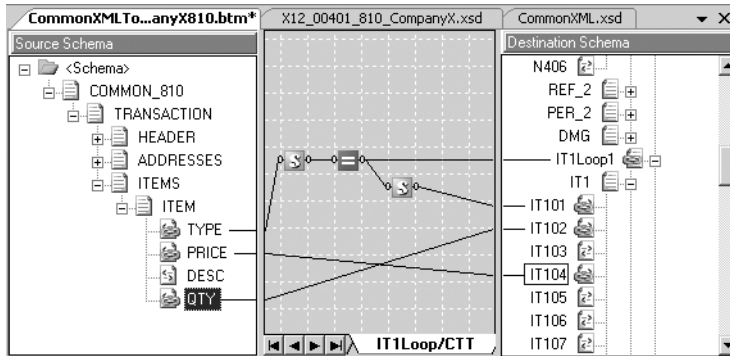 CommonXMLTo...anyX810.btm* X12_00401_810_CompanyX.xsd CommonXML.xsd
Source Schema
Destination Schema
<Schema>
COMMON_810
TRANSACTION
HEADER
ADDRESSES
ITEMS
ITEM
TYPE
PRICE
DESC
QTY
N406
REF_2
PER_2
DMG
IT1Loop1
IT1
IT101
IT102
IT103
IT104
IT105
IT106
IT107
IT1Loop/CTT